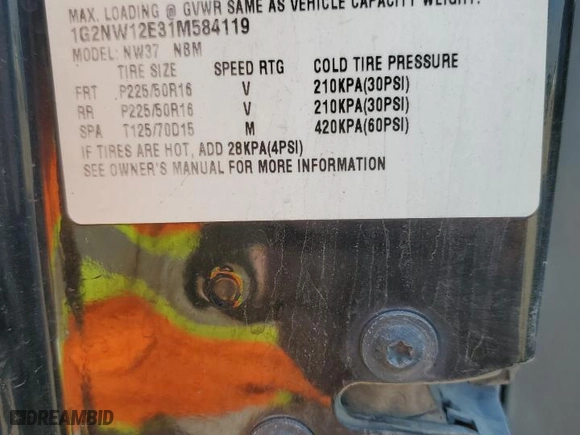 MAX. LOADING @ GVWR SAME AS VEHICLE CAPACITY WEIGHT.
1G2NW12E31M584119
MODEL: NW37 NBM
TIRE SIZE SPEED RTG COLD TIRE PRESSURE
FRT P225/50R16 V 210KPA(30PSI)
RR P225/50R16 V 210KPA(30PSI)
SPA T125/70D15 M 420KPA(60PSI)
IF TIRES ARE HOT, ADD 28KPA(4PSI)
SEE OWNER'S MANUAL FOR MORE INFORMATION
DREAMBID